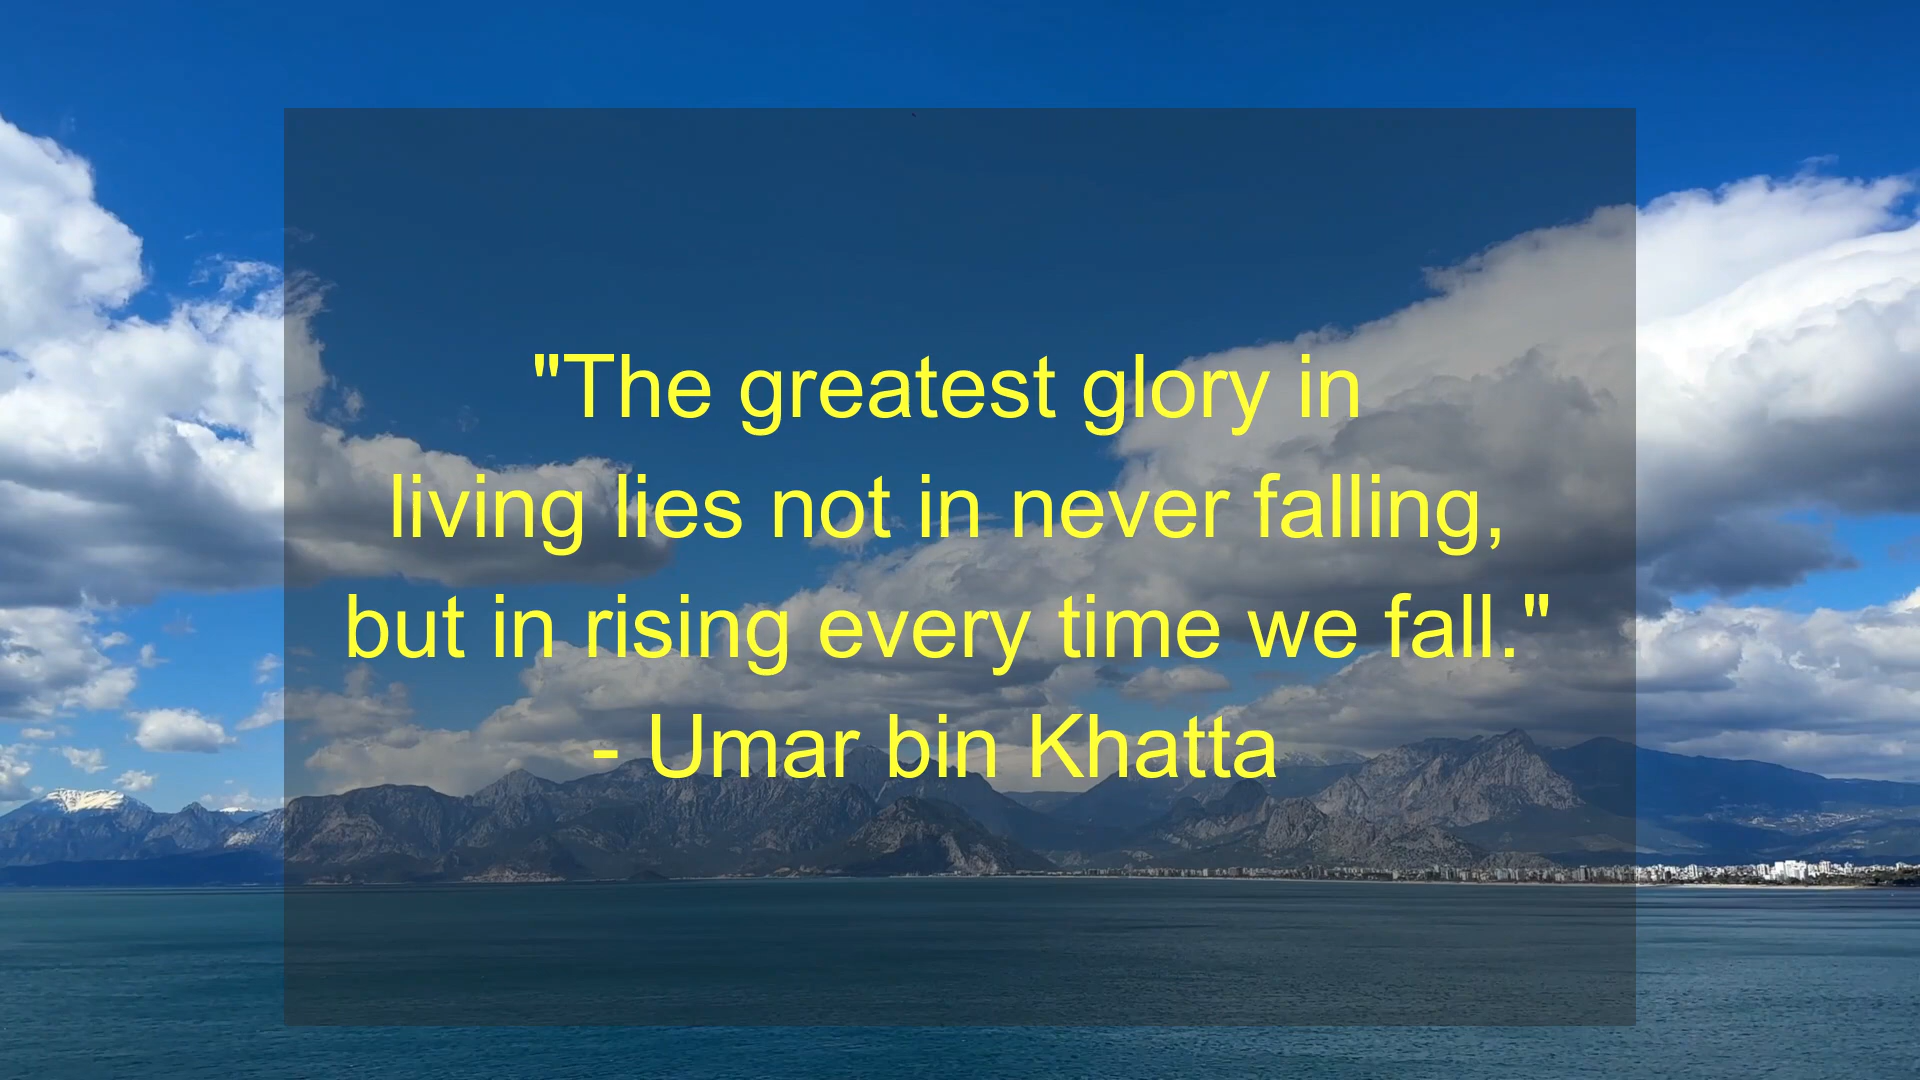 "The greatest glory in
living lies not in never falling,
but in rising every time we fall."
- Umar bin Khatta